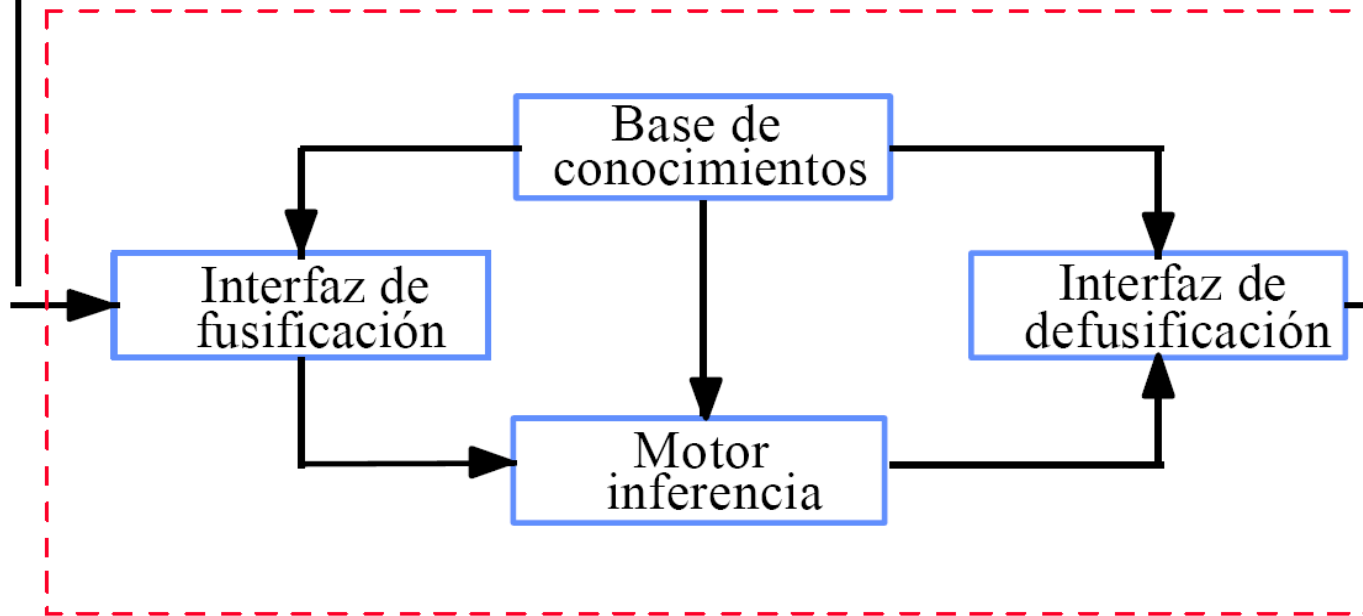 Base de
conocimientos
Interfaz de
fusificación
Interfaz de
defusificación
Motor
inferencia